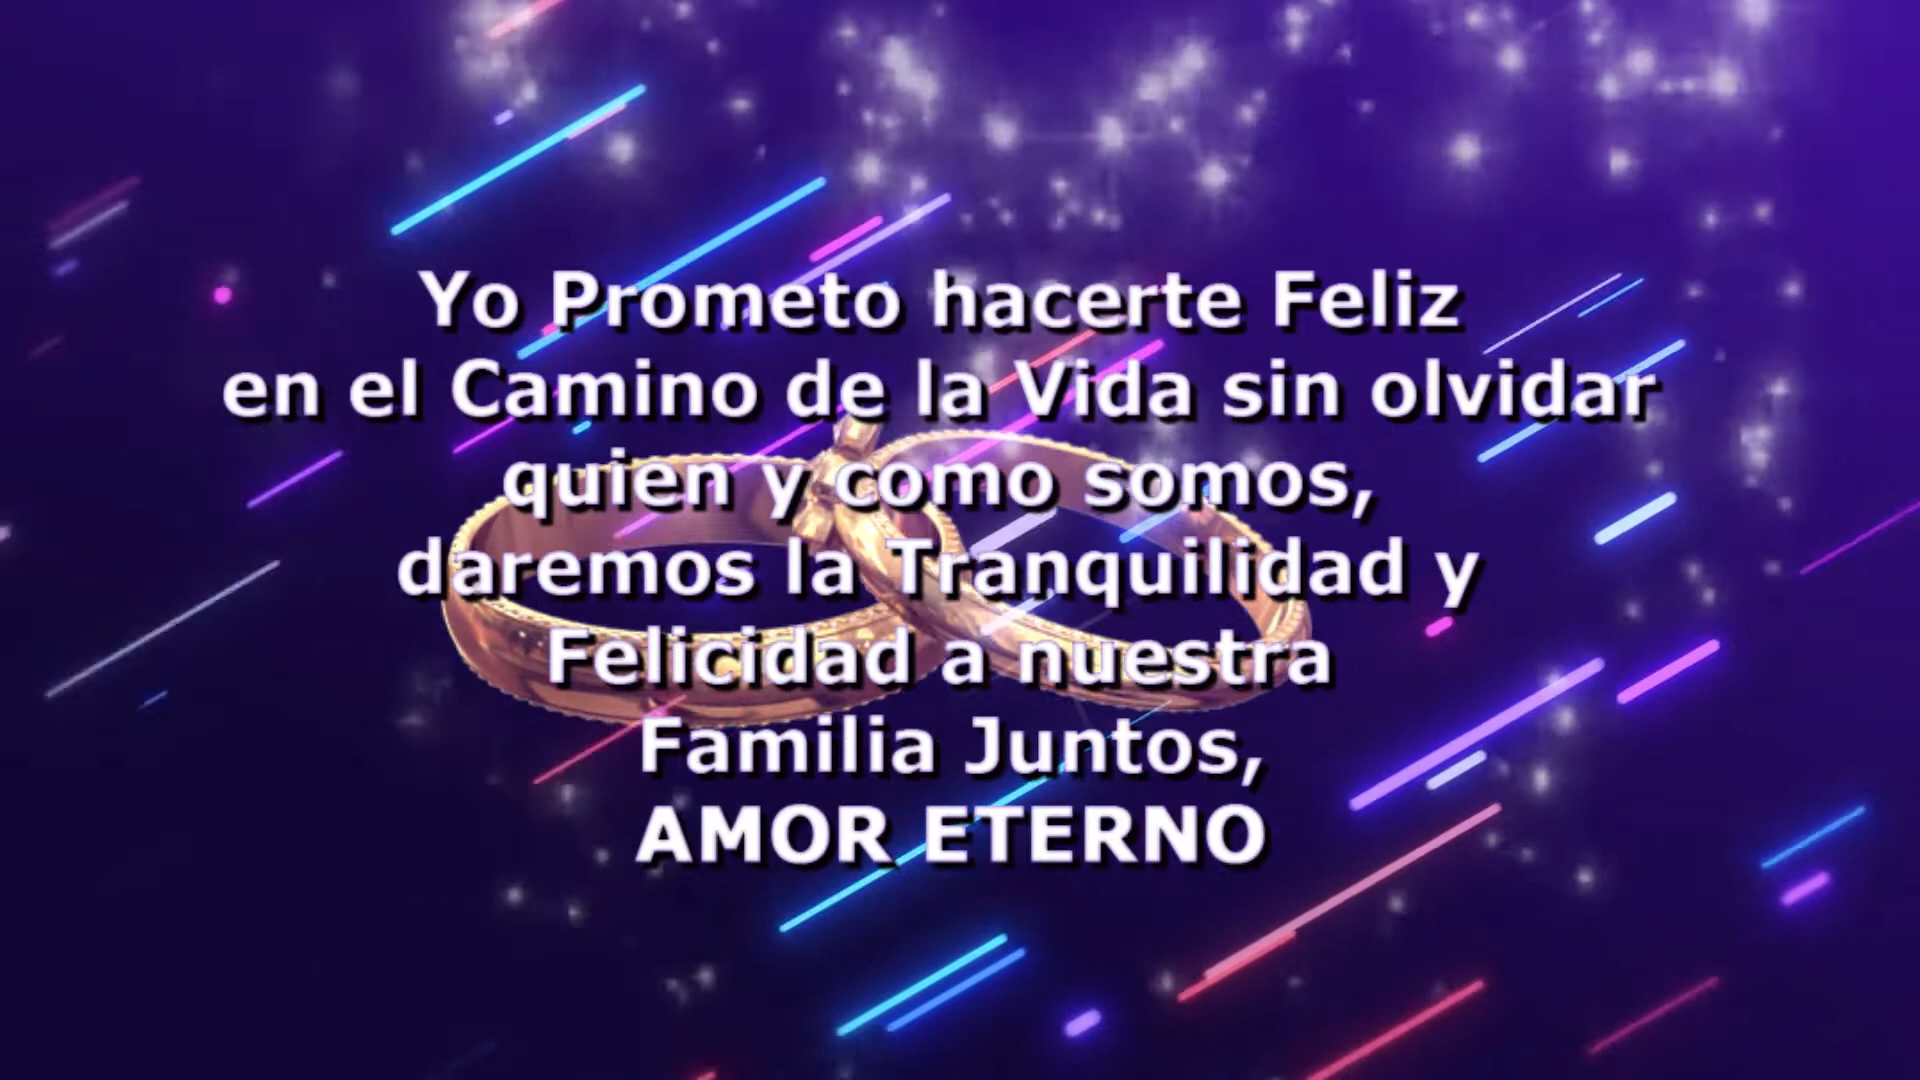 Yo Prometo hacerte Feliz
en el Camino de la Vida sin olvidar
quien y como somos,
daremos la Tranquilidad y
Felicidad a nuestra
Familia Juntos,
AMOR ETERNO